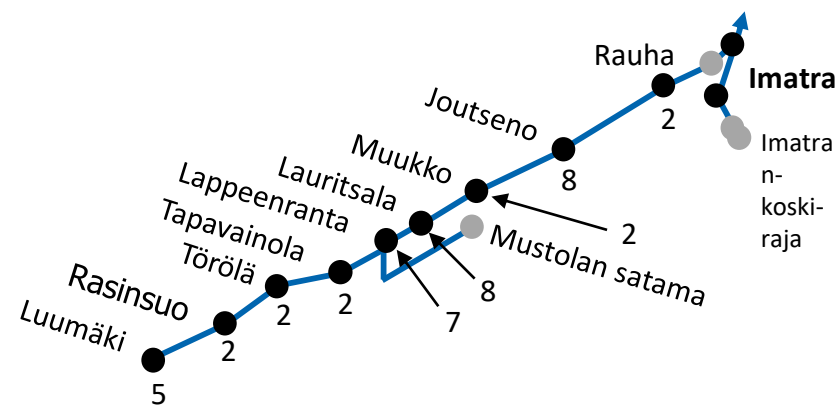 Rauha
Imatra
Joutseno
2
Imatra
n-
koski-
raja
Muukko
8
Lauritsala
Lappeenranta
2
Tapavainola
Mustolan satama
Törölä
8
Rasinsuo
2
7
2
Luumäki
2
5